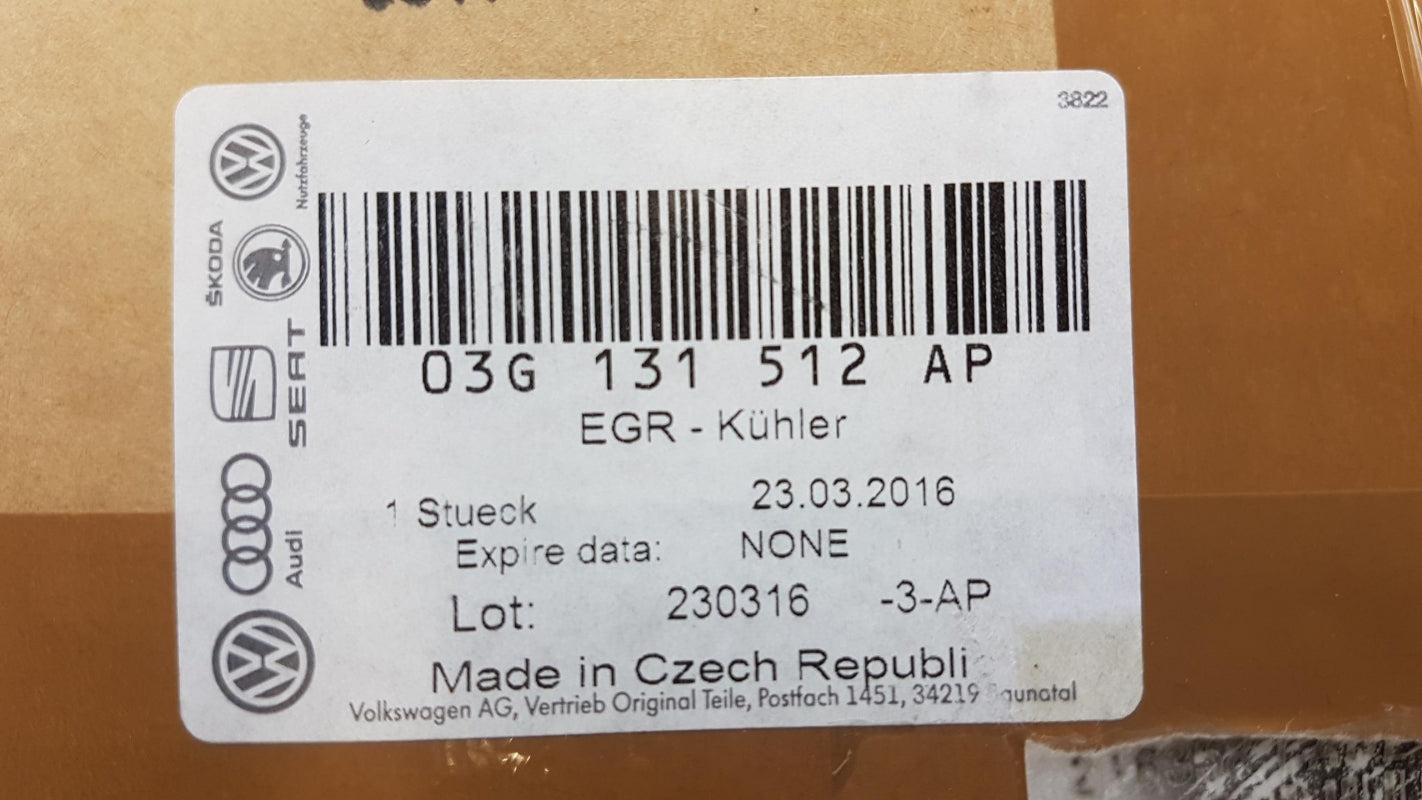 3822
Nutzfahrzeuge
ŠKODA
SEAT
Audi
03G 131 512 AP
EGR - Kühler
1 Stueck 23.03.2016
Expire data: NONE
Lot: 230316 -3-AP
Made in Czech Republi
Volkswagen AG, Vertrieb Original Teile, Postfach 1451, 34219 aunatal